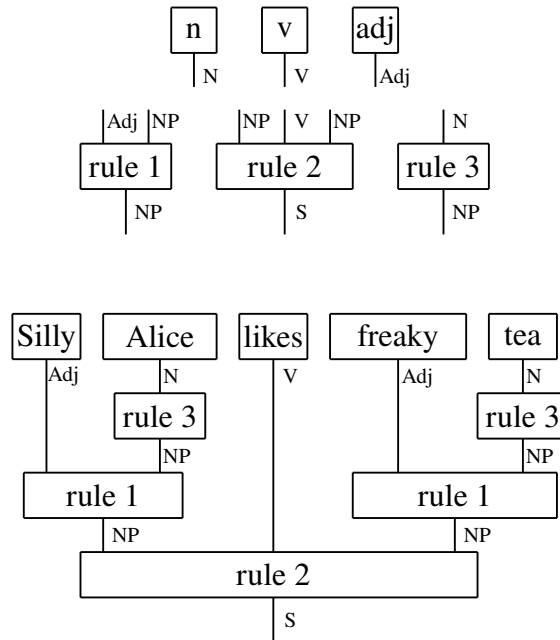 n v adj
N V Adj
Adj NP NP V NP N
rule 1 rule 2 rule 3
NP S NP
Silly Alice likes freaky tea
Adj N V Adj N
rule 3 rule 3
NP NP
rule 1 rule 1
NP NP
rule 2
S